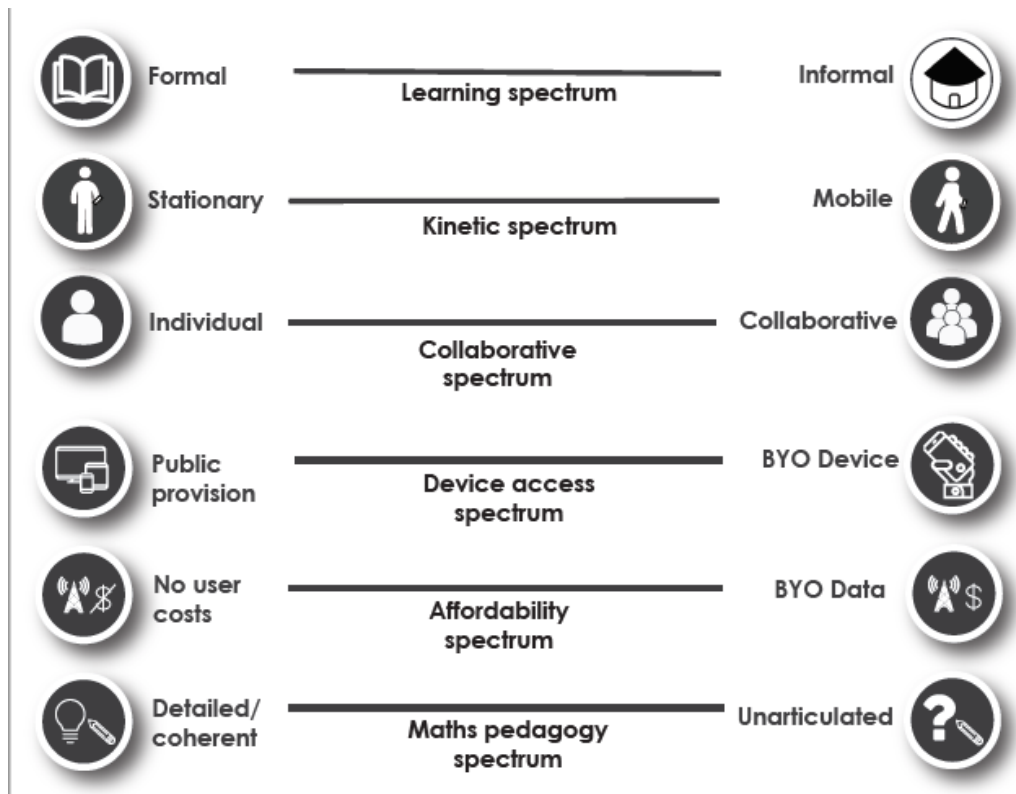 Formal
Informal
Learning spectrum
Stationary
Mobile
Kinetic spectrum
Individual
Collaborative
Collaborative
spectrum
Public
provision
BYO Device
Device access
spectrum
No user
costs
$
BYO Data
$
Affordability
spectrum
Detailed/
coherent
Unarticulated
?
Maths pedagogy
spectrum